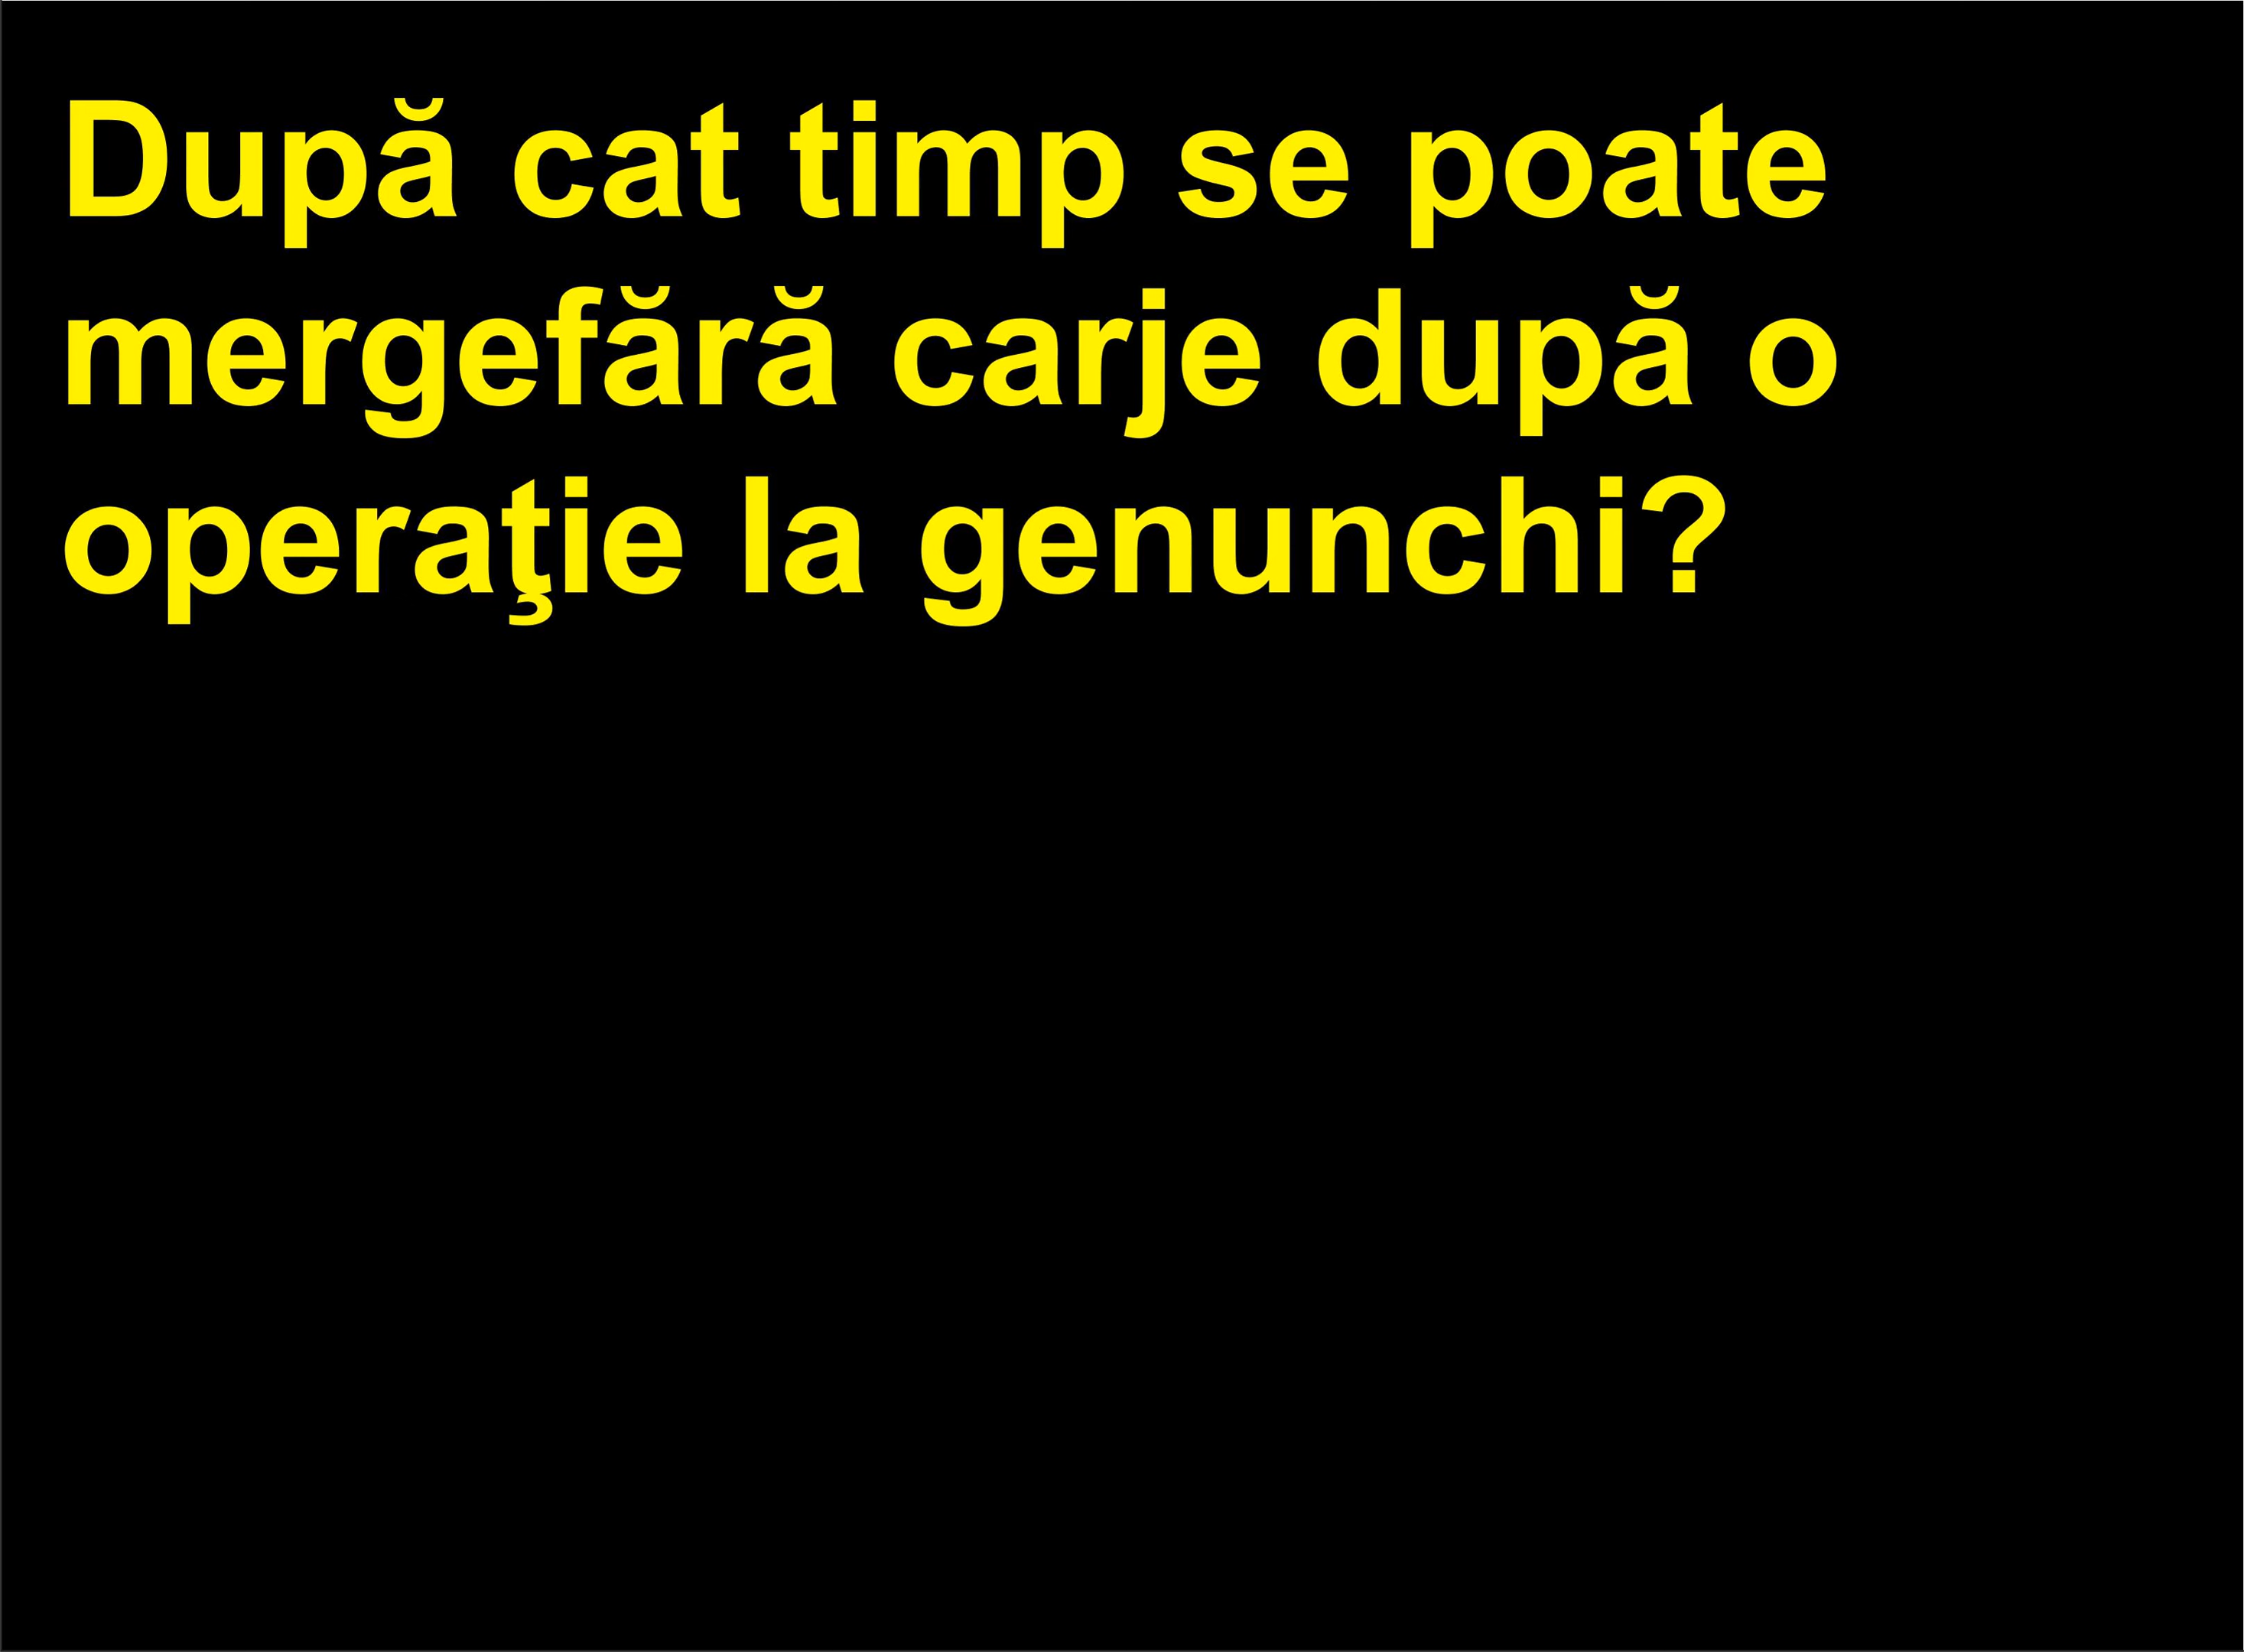 După cat timp se poate
mergefără carje după o
operaţie la genunchi?